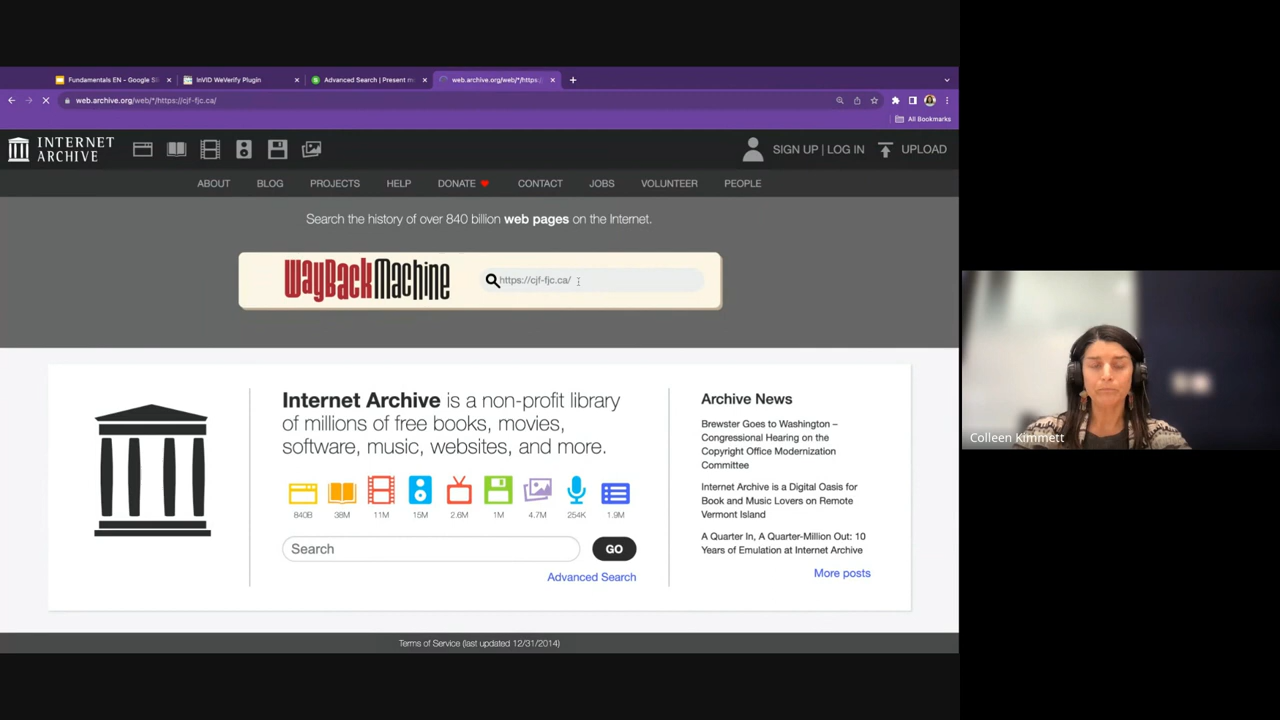 Fundamentals EN - Google Sli
InVID WeVerify Plugin
Advanced Search | Present m
web.archive.org/web/*/https:/
web.archive.org/web/*/https://cjf-fjc.ca/
All Bookmarks
INTERNET
ARCHIVE
SIGN UP | LOG IN
UPLOAD
ABOUT
BLOG
PROJECTS
HELP
DONATE
CONTACT
JOBS
VOLUNTEER
PEOPLE
Search the history of over 840 billion web pages on the Internet.
WayBackMachine
https://cjf-fjc.ca/
Internet Archive is a non-profit library
of millions of free books, movies,
software, music, websites, and more.
840B
38M
11M
15M
2.6M
1M
4.7M
254K
1.9M
Search
GO
Advanced Search
Archive News
Brewster Goes to Washington –
Congressional Hearing on the
Copyright Office Modernization
Committee
Internet Archive is a Digital Oasis for
Book and Music Lovers on Remote
Vermont Island
A Quarter In, A Quarter-Million Out: 10
Years of Emulation at Internet Archive
More posts
Terms of Service (last updated 12/31/2014)
Colleen Kimmett